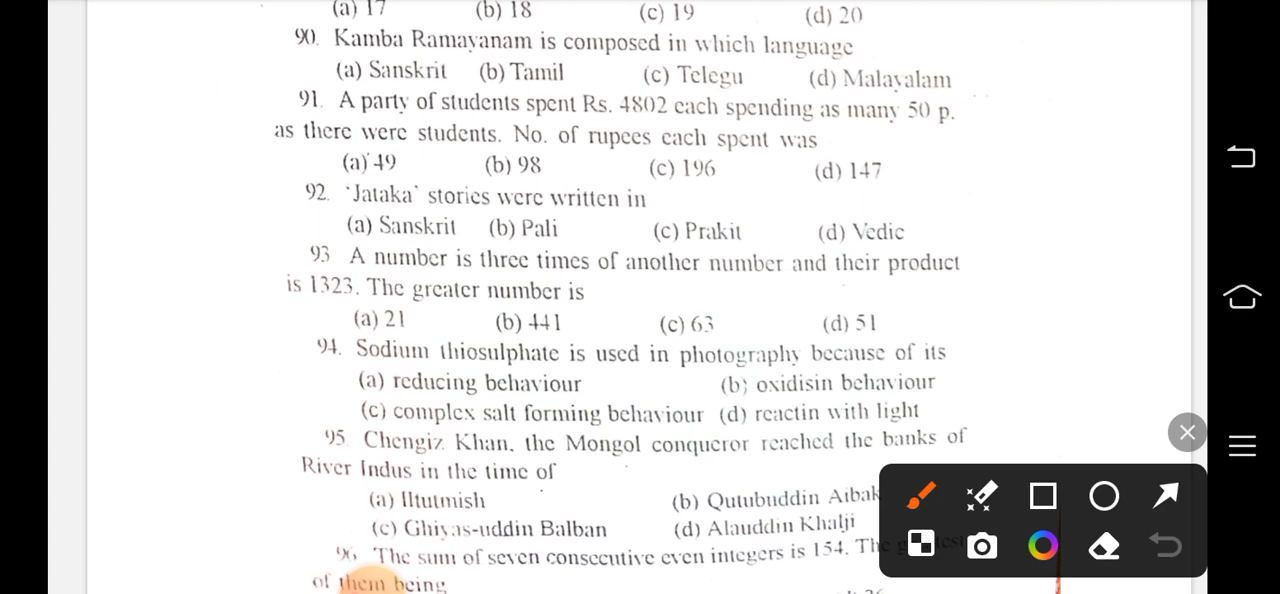 (a) 17 (b) 18 (c) 19 (d) 20
90. Kamba Ramayanam is composed in which language
(a) Sanskrit (b) Tamil (c) Telegu (d) Malayalam
91. A party of students spent Rs. 4802 each spending as many 50 p.
as there were students. No. of rupees each spent was
(a) 49 (b) 98 (c) 196 (d) 147
92. 'Jataka' stories were written in
(a) Sanskrit (b) Pali (c) Prakit (d) Vedic
93 A number is three times of another number and their product
is 1323. The greater number is
(a) 21 (b) 441 (c) 63 (d) 51
94. Sodium thiosulphate is used in photography because of its
(a) reducing behaviour (b) oxidisin behaviour
(c) complex salt forming behaviour (d) reactin with light
95 Chengiz Khan, the Mongol conqueror reached the banks of
River Indus in the time of
(a) Iltutmish (b) Qutubuddin Aibak
(c) Ghiyas-uddin Balban (d) Alauddin Khalji
96 The sum of seven consecutive even integers is 154. The
of them being